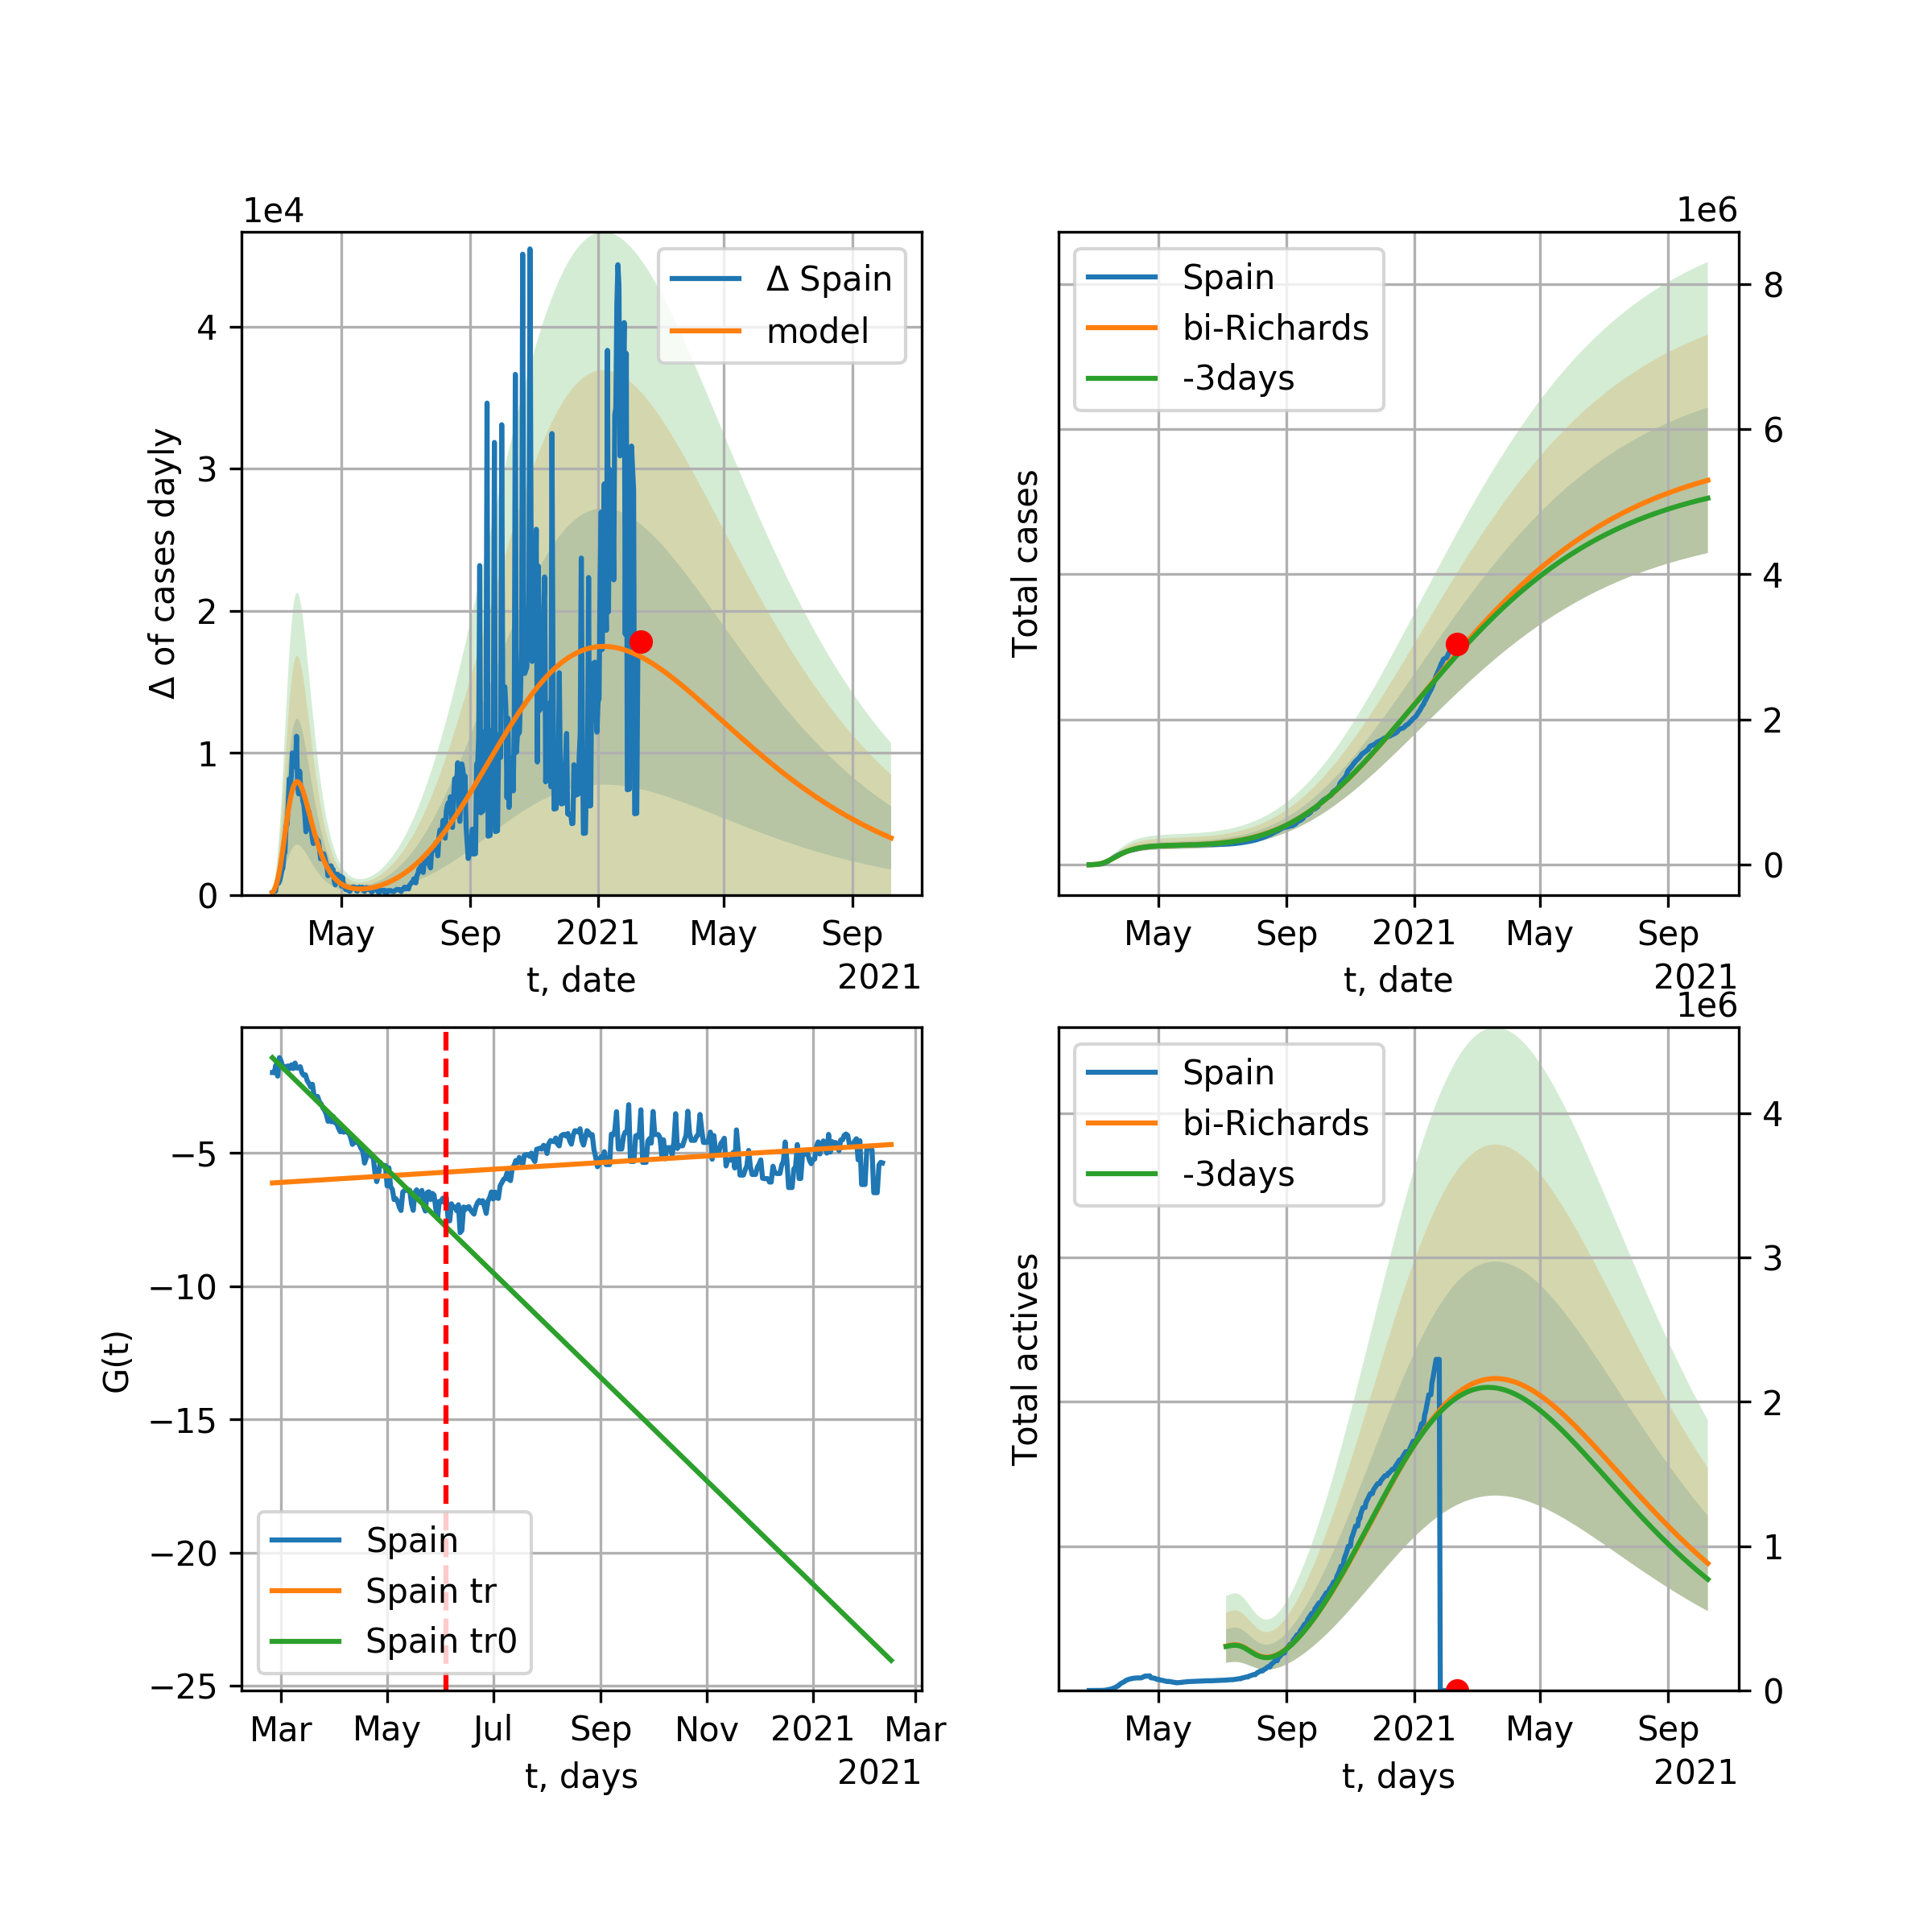 1e4
Δ of cases dayly
4
3
2
1
0
Δ Spain
model
May
Sep
2021
May
Sep
t, date
2021
1e6
Total cases
Spain
bi-Richards
-3days
8
6
4
2
0
May
Sep
2021
May
Sep
t, date
2021
G(t)
−5
−10
−15
−20
−25
Spain
Spain tr
Spain tr0
Mar
May
Jul
Sep
Nov
2021
Mar
t, days
2021
1e6
Total actives
Spain
bi-Richards
-3days
4
3
2
1
0
May
Sep
2021
May
Sep
t, days
2021